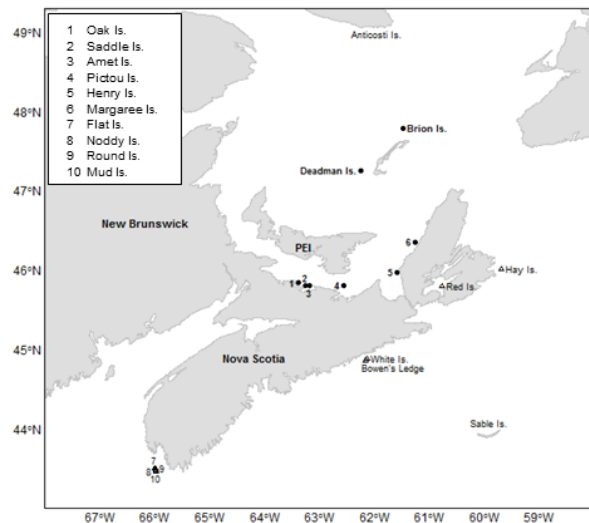 49°N
48°N
47°N
46°N
45°N
44°N
1 Oak Is.
2 Saddle Is.
3 Amet Is.
4 Pictou Is.
5 Henry Is.
6 Margaree Is.
7 Flat Is.
8 Noddy Is.
9 Round Is.
10 Mud Is.
Anticosti Is.
Brion Is.
Deadman Is.
New Brunswick
PEI
6
5
Hay Is.
Red Is.
1
2
3
4
Nova Scotia
White Is.
Bowen's Ledge
Sable Is.
7
8
9
10
67°W 66°W 65°W 64°W 63°W 62°W 61°W 60°W 59°W